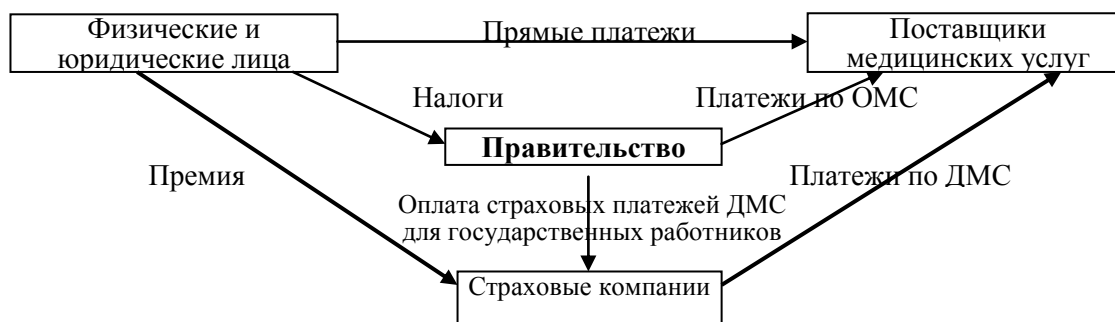 Физические и
юридические лица
Прямые платежи
Поставщики
медицинских услуг
Налоги
Платежи по ОМС
Правительство
Премия
Платежи по ДМС
Оплата страховых платежей ДМС
для государственных работников
Страховые компании